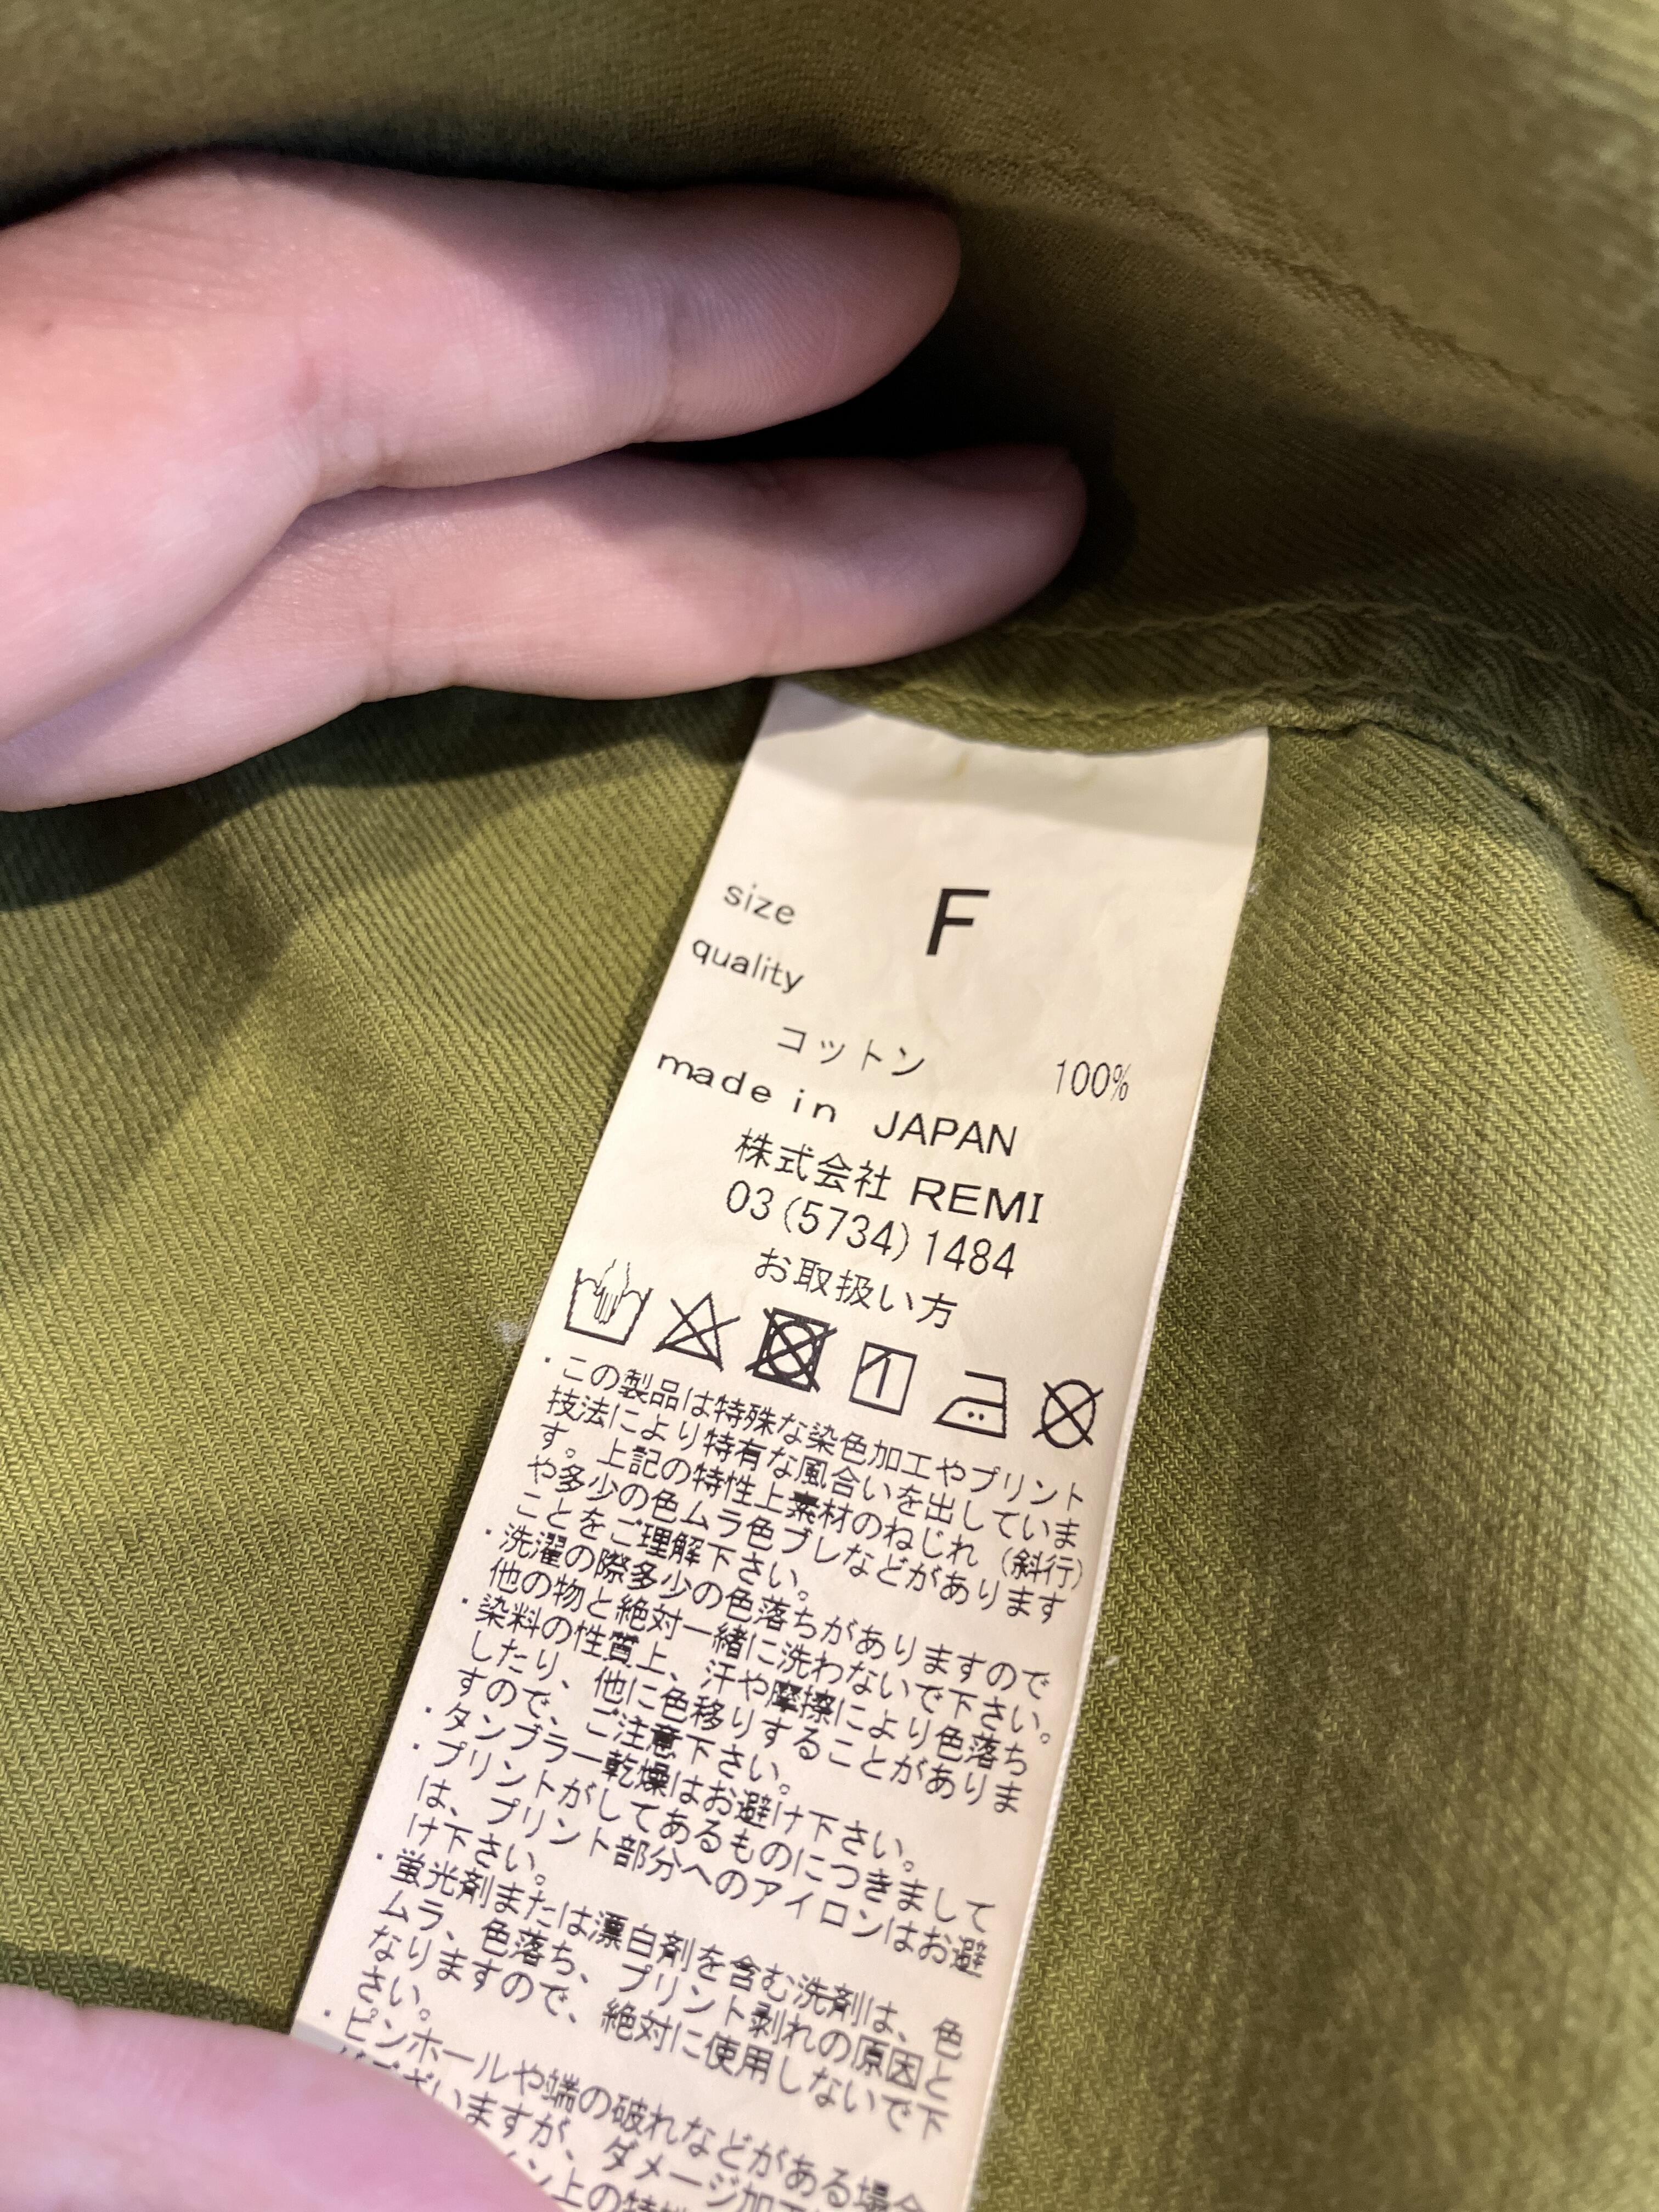 size F
quality
コットン 100%
made in JAPAN
株式会社 REMI
03(5734)1484
お取扱い方
・この製品は特殊な染色加工やプリント
技法により特有な風合いを出していま
す。上記の特性上素材のねじれ(斜行)
や多少の色ムラ色ブレなどがあります
ことをご理解下さい。
・洗濯の際多少の色落ちがありますので
他の物と絶対一緒に洗わないで下さい。
・染料の性質上、汗や摩擦により色落ち
したり、他に色移りすることがありま
すので、ご注意下さい。
・タンブラー乾燥はお避け下さい。
・プリントがしてあるものにつきまして
は、プリント部分へのアイロンはお避
け下さい。
・蛍光剤または漂白剤を含む洗剤は、色
ムラ、色落ち、プリント剥れの原因と
なりますので、絶対に使用しないで下
さい。
・ピンホールや端の破れなどがある場合
がございますが、ダメージ加工
ン上の特